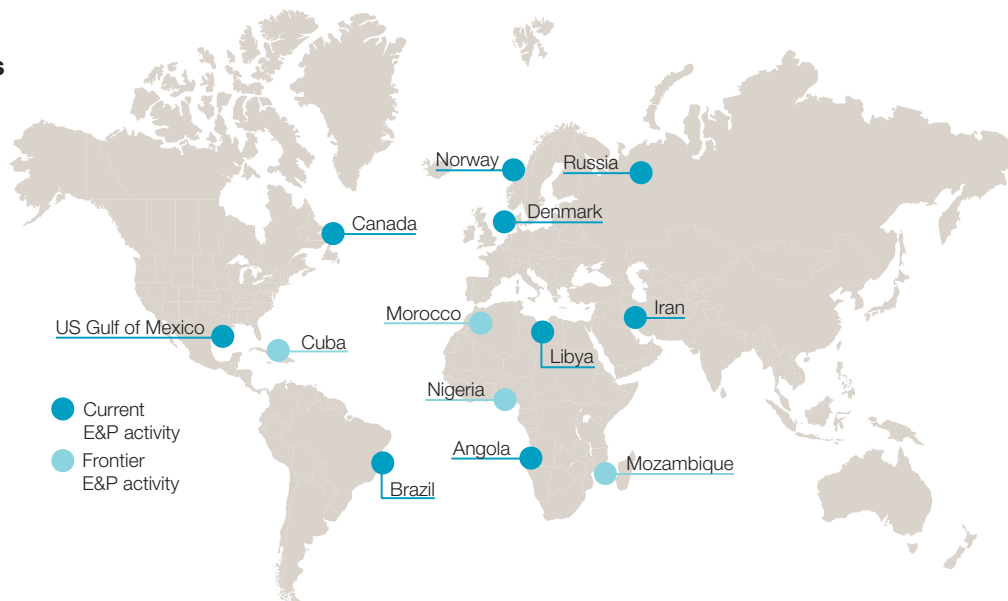 s
Norway
Russia
Denmark
Canada
Morocco
Iran
US Gulf of Mexico
Cuba
Libya
Nigeria
Current
E&P activity
Angola
Mozambique
Frontier
E&P activity
Brazil